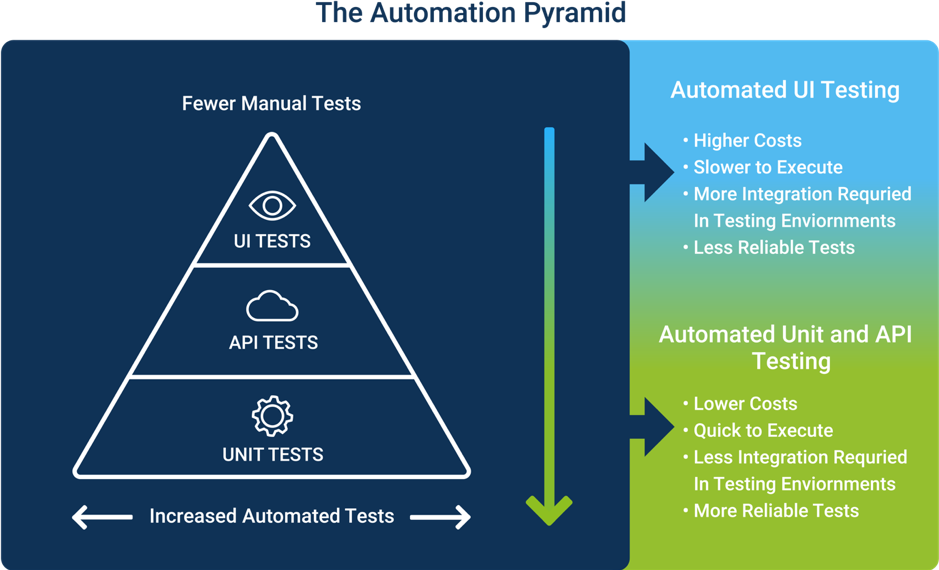 The Automation Pyramid
Fewer Manual Tests
UI TESTS
API TESTS
UNIT TESTS
Increased Automated Tests
Automated UI Testing
• Higher Costs
• Slower to Execute
• More Integration Requried
In Testing Enviornments
• Less Reliable Tests
Automated Unit and API
Testing
• Lower Costs
• Quick to Execute
• Less Integration Requried
In Testing Enviornments
• More Reliable Tests